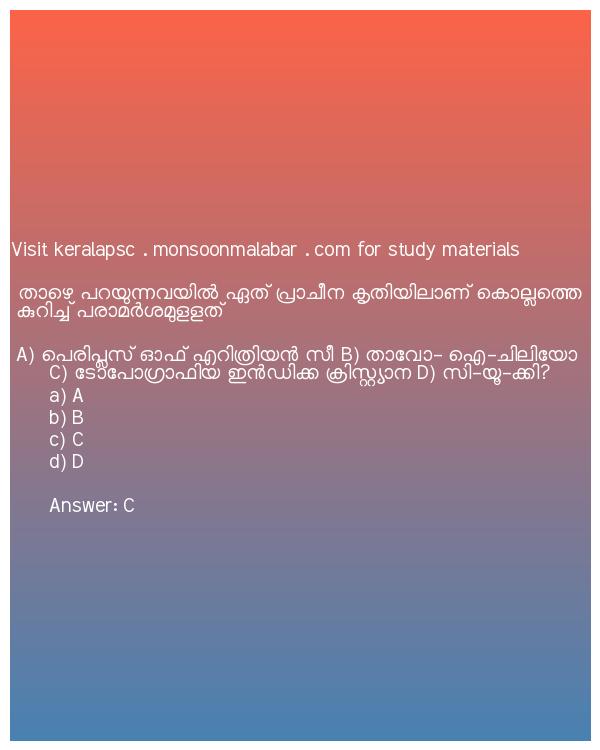 Visit keralapsc . monsoonmalabar . com for study materials
താഴെ പറയുന്നവയിൽ ഏത് പ്രാചീന കൃതിയിലാണ് കൊല്ലത്തെ
കുറിച്ച് പരാമർശമുളളത്
A) പെരിപ്ലസ് ഓഫ് എറിത്രിയൻ സീ B) താവോ- ഐ-ചിലിയോ
C) ടോപോഗ്രാഫിയ ഇൻഡിക്ക ക്രിസ്റ്റ്യാന D) സി-യൂ-ക്കി?
a) A
b) B
c) C
d) D
Answer: C